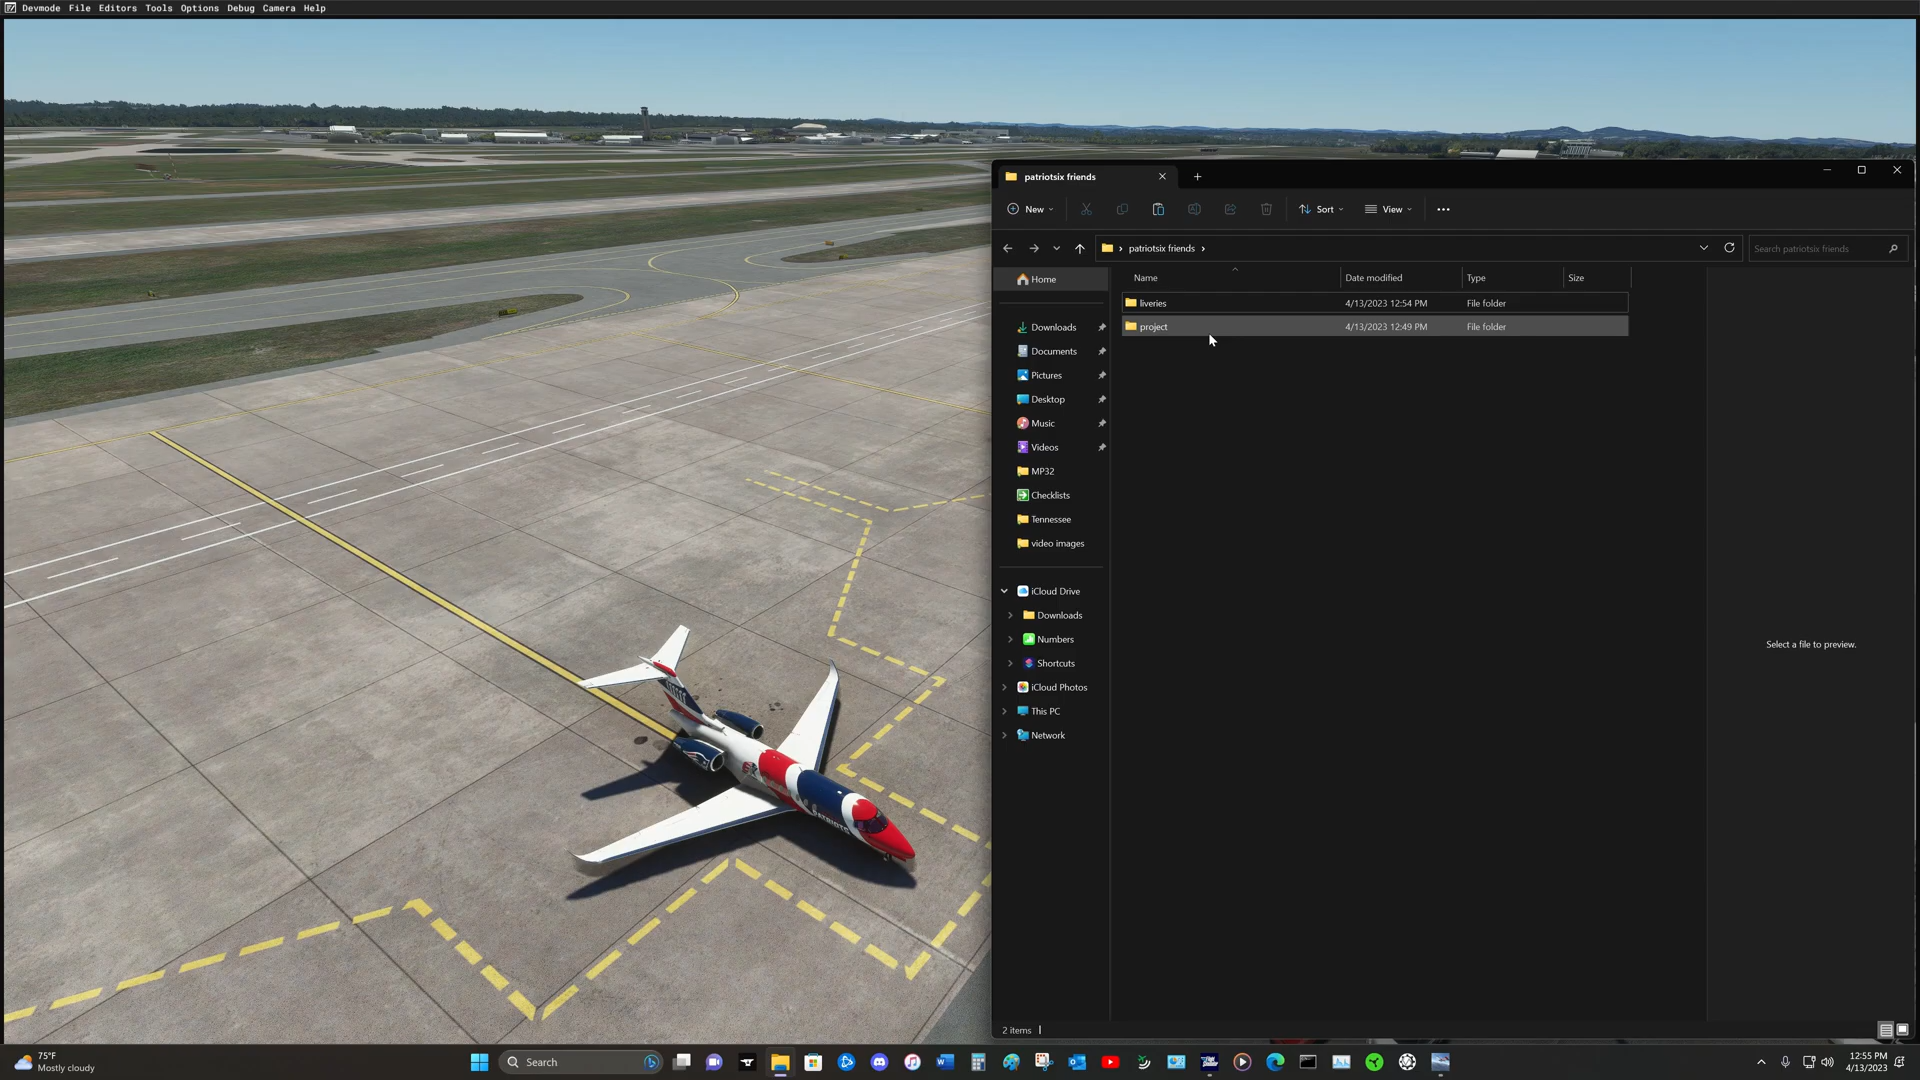 Devmode File Editors Tools Options Debug Camera Help
patriotsix friends
New
Sort
View
patriotsix friends
Search patriotsix friends
Name Date modified Type Size
liveries 4/13/2023 12:54 PM File folder
project 4/13/2023 12:49 PM File folder
Home
Downloads
Documents
Pictures
Desktop
Music
Videos
MP32
Checklists
Tennessee
video images
iCloud Drive
Downloads
Numbers
Shortcuts
iCloud Photos
This PC
Network
Select a file to preview.
PATRIOTS
2 items
75°F
Mostly cloudy
Search
12:55 PM
4/13/2023